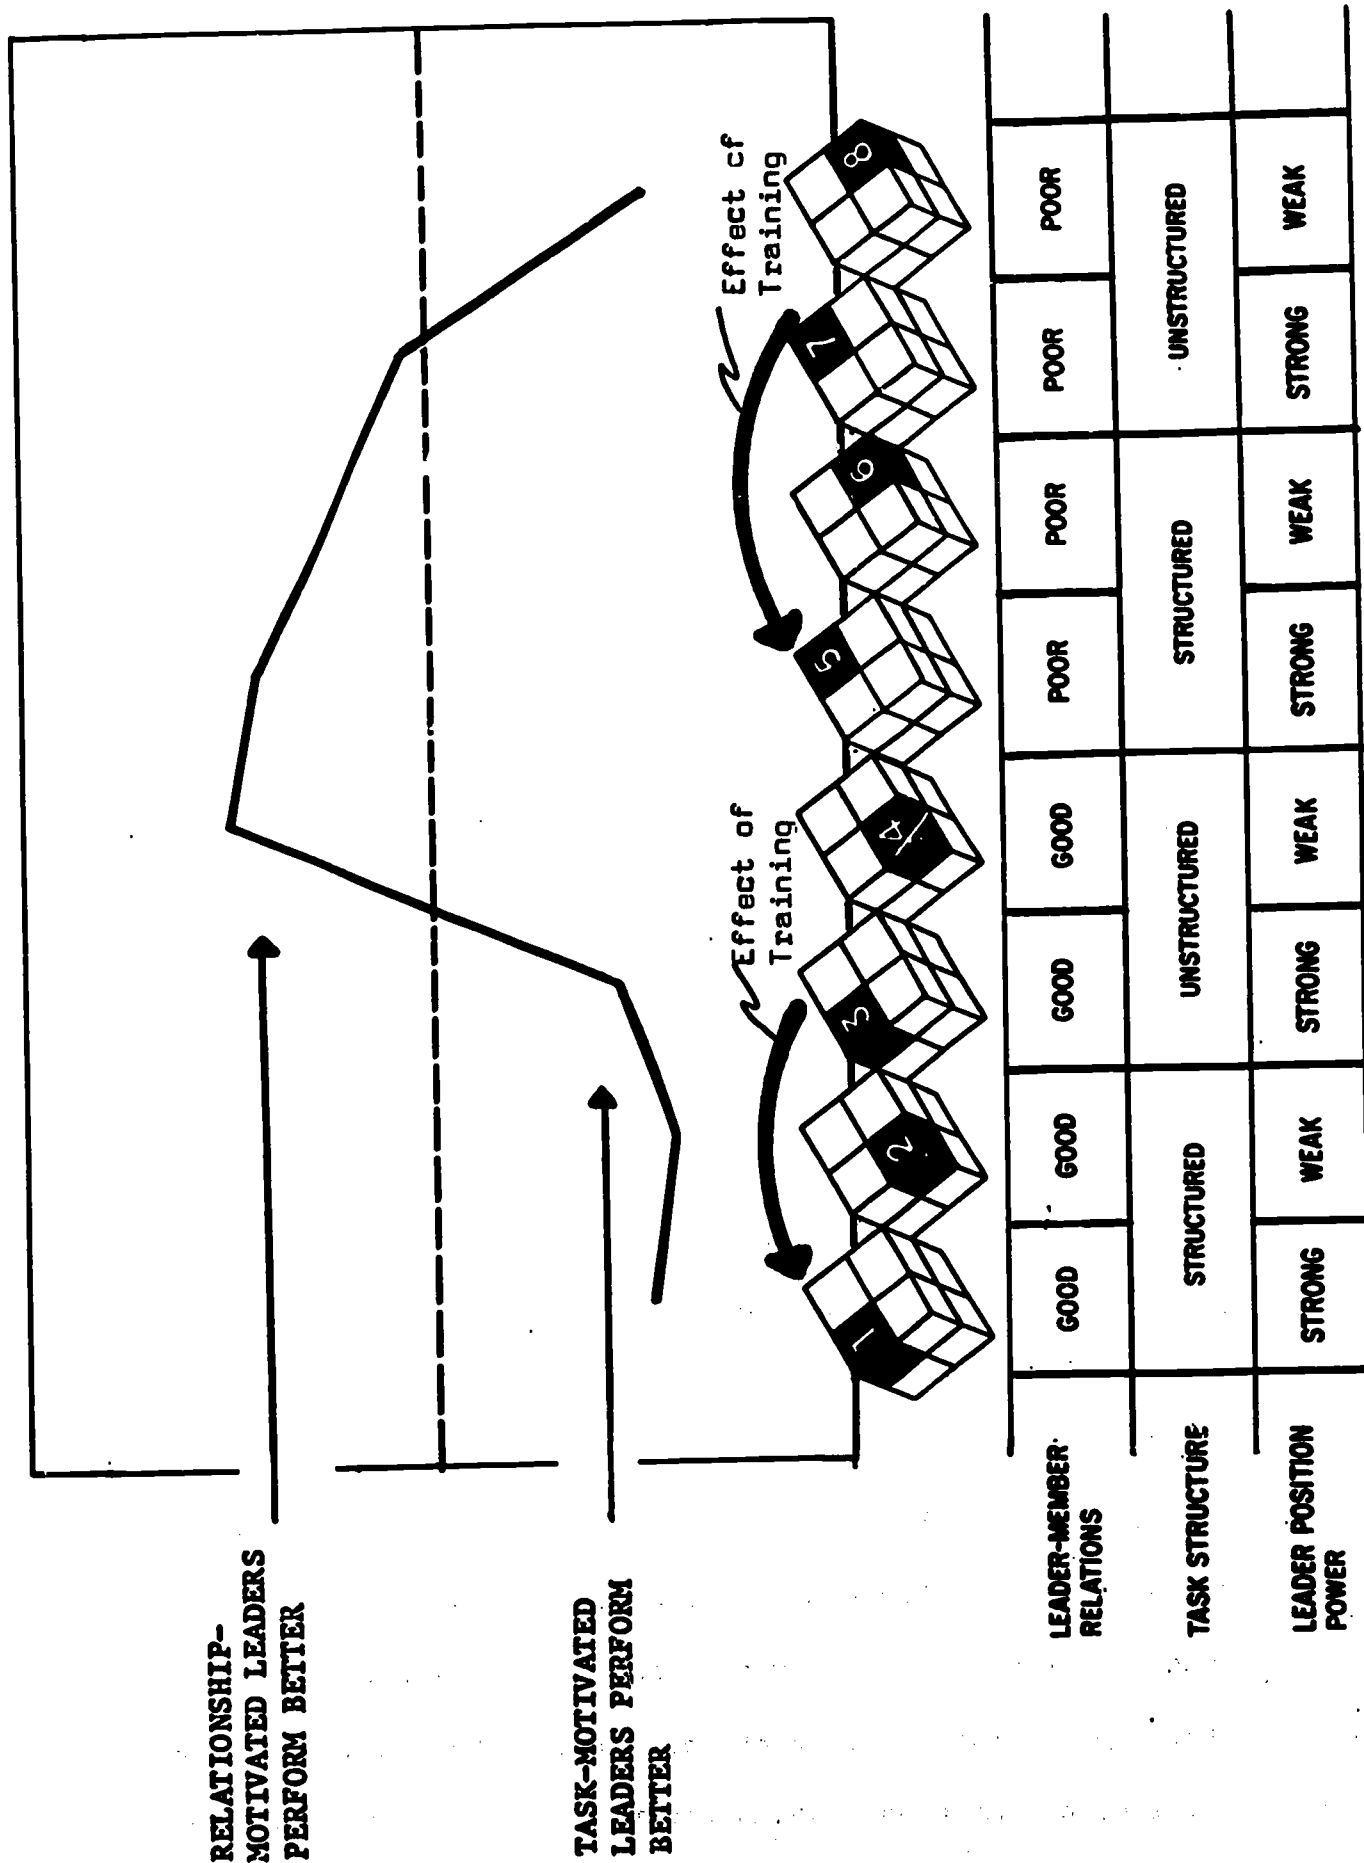 RELATIONSHIP-
MOTIVATED LEADERS
PERFORM BETTER
TASK-MOTIVATED
LEADERS PERFORM
BETTER
Effect of
Training
Effect cf
Training
1
2
3
4
5
6
7
8
LEADER-MEMBER
RELATIONS
GOOD
GOOD
GOOD
GOOD
POOR
POOR
POOR
POOR
TASK STRUCTURE
STRUCTURED
UNSTRUCTURED
STRUCTURED
UNSTRUCTURED
LEADER POSITION
POWER
STRONG
WEAK
STRONG
WEAK
STRONG
WEAK
STRONG
WEAK